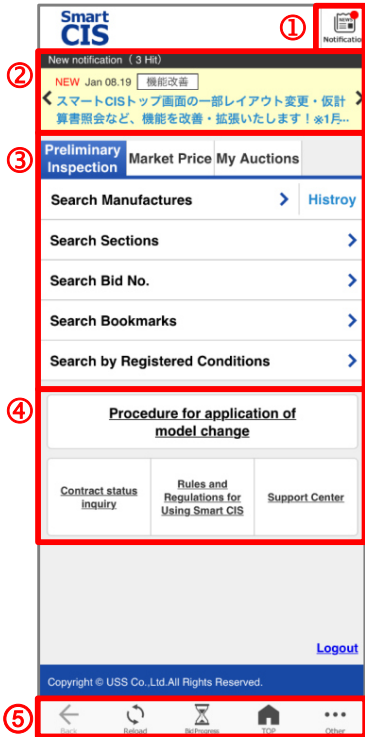 Smart
CIS
①
NEWS
Notificatio
②
New notification ( 3 Hit)
NEW Jan 08.19 機能改善
スマートCISトップ画面の一部レイアウト変更・仮計
算書照会など、機能を改善・拡張いたします！※1月...
③
Preliminary
Inspection
Market Price
My Auctions
Search Manufactures
Histroy
Search Sections
Search Bid No.
Search Bookmarks
Search by Registered Conditions
④
Procedure for application of
model change
Contract status
inquiry
Rules and
Regulations for
Using Smart CIS
Support Center
Logout
Copyright © USS Co.,Ltd.All Rights Reserved.
⑤
Back
Reload
Bid Progress
TOP
Other